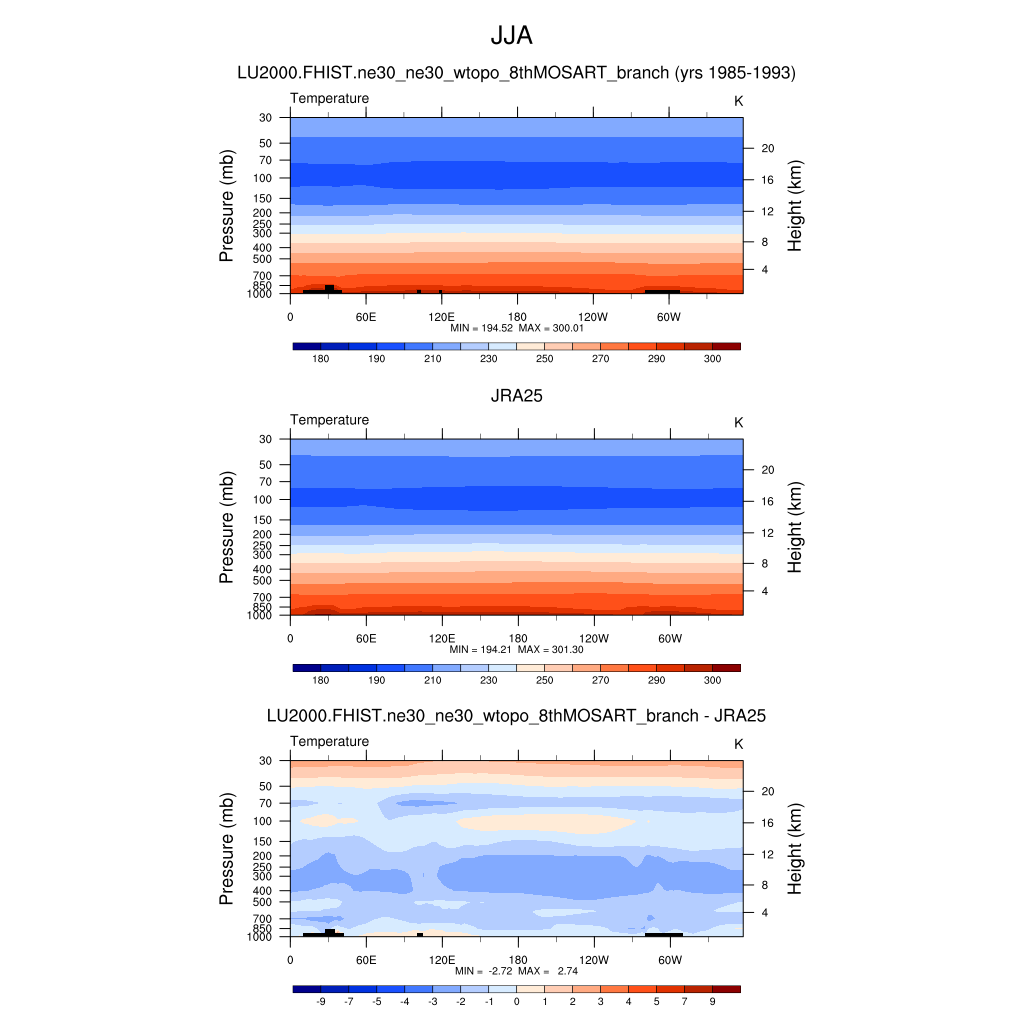 JJA
LU2000.FHIST.ne30_ne30_wtopo_8thMOSART_branch (yrs 1985-1993)
Temperature K
30
50
70
100
150
200
250
300
400
500
700
850
1000
Pressure (mb)
20
16
12
8
4
Height (km)
0 60E 120E 180 120W 60W
MIN = 194.52 MAX = 300.01
180 190 210 230 250 270 290 300
JRA25
Temperature K
30
50
70
100
150
200
250
300
400
500
700
850
1000
Pressure (mb)
20
16
12
8
4
Height (km)
0 60E 120E 180 120W 60W
MIN = 194.21 MAX = 301.30
180 190 210 230 250 270 290 300
LU2000.FHIST.ne30_ne30_wtopo_8thMOSART_branch - JRA25
Temperature K
30
50
70
100
150
200
250
300
400
500
700
850
1000
Pressure (mb)
20
16
12
8
4
Height (km)
0 60E 120E 180 120W 60W
MIN = -2.72 MAX = 2.74
-9 -7 -5 -4 -3 -2 -1 0 1 2 3 4 5 7 9